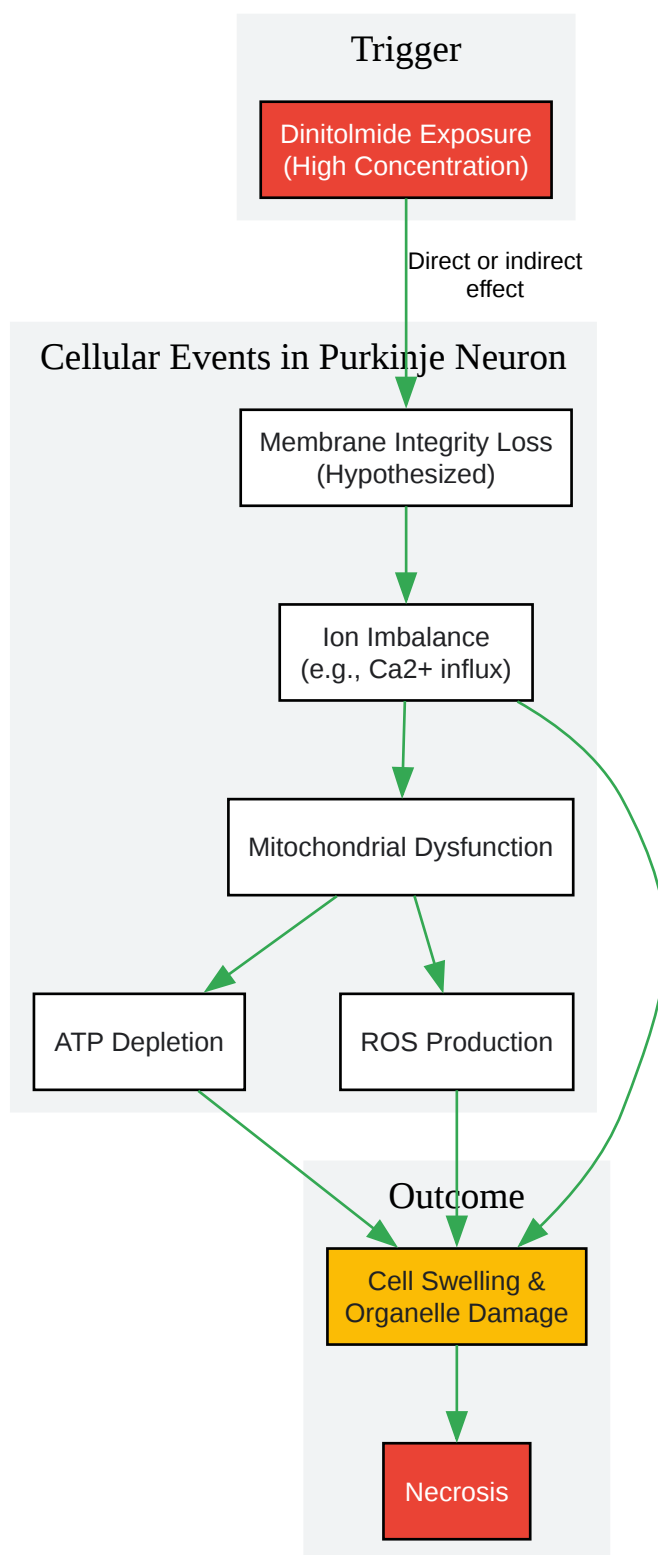 Trigger
Dinitolmide Exposure
(High Concentration)
Direct or indirect
effect
Cellular Events in Purkinje Neuron
Membrane Integrity Loss
(Hypothesized)
Ion Imbalance
(e.g., Ca2+ influx)
Mitochondrial Dysfunction
ATP Depletion
ROS Production
Outcome
Cell Swelling &
Organelle Damage
Necrosis